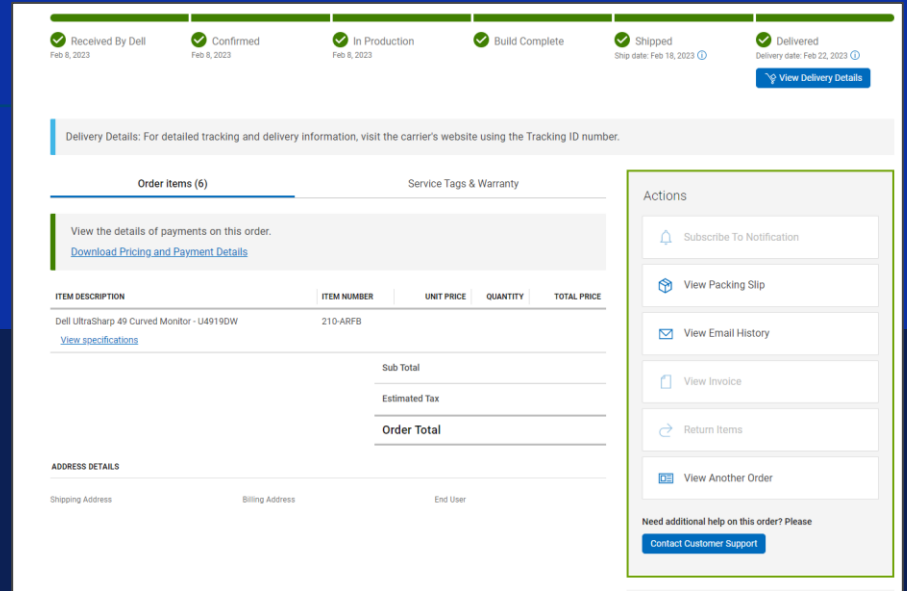 Received By Dell
Feb 8, 2023
Confirmed
Feb 8, 2023
In Production
Feb 8, 2023
Build Complete
Shipped
Ship date: Feb 18, 2023
Delivered
Delivery date: Feb 22, 2023
View Delivery Details
Delivery Details: For detailed tracking and delivery information, visit the carrier's website using the Tracking ID number.
Order items (6)
Service Tags & Warranty
View the details of payments on this order.
Download Pricing and Payment Details
ITEM DESCRIPTION ITEM NUMBER UNIT PRICE QUANTITY TOTAL PRICE
Dell UltraSharp 49 Curved Monitor - U4919DW 210-ARFB
View specifications
Sub Total
Estimated Tax
Order Total
ADDRESS DETAILS
Shipping Address Billing Address End User
Actions
Subscribe To Notification
View Packing Slip
View Email History
View Invoice
Return Items
View Another Order
Need additional help on this order? Please
Contact Customer Support